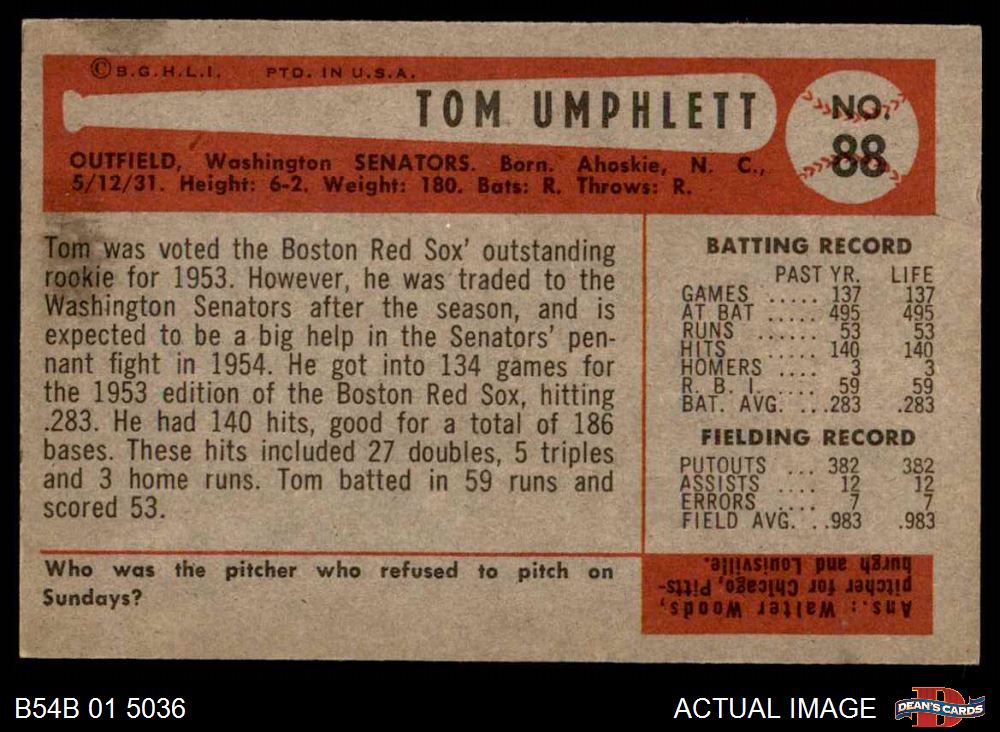 ©B.G.H.L.I. PTD. IN U.S.A.
TOM UMPHLETT
NO.
88
OUTFIELD, Washington SENATORS. Born. Ahoskie, N. C.,
5/12/31. Height: 6-2. Weight: 180. Bats: R. Throws: R.
Tom was voted the Boston Red Sox' outstanding
rookie for 1953. However, he was traded to the
Washington Senators after the season, and is
expected to be a big help in the Senators' pen-
nant fight in 1954. He got into 134 games for
the 1953 edition of the Boston Red Sox, hitting
.283. He had 140 hits, good for a total of 186
bases. These hits included 27 doubles, 5 triples
and 3 home runs. Tom batted in 59 runs and
scored 53.
BATTING RECORD
PAST YR. LIFE
GAMES ..... 137 137
AT BAT ..... 495 495
RUNS ...... 53 53
HITS ..... 140 140
HOMERS .... 3 3
R. B. I. ..... 59 59
BAT. AVG. ...283 .283
FIELDING RECORD
PUTOUTS ... 382 382
ASSISTS .... 12 12
ERRORS ..... 7 7
FIELD AVG. ..983 .983
Who was the pitcher who refused to pitch on
Sundays?
Ans.: Walter Woods,
pitcher for Chicago, Pitts-
burgh and Louisville.
B54B 01 5036
ACTUAL IMAGE
DEAN'S CARDS